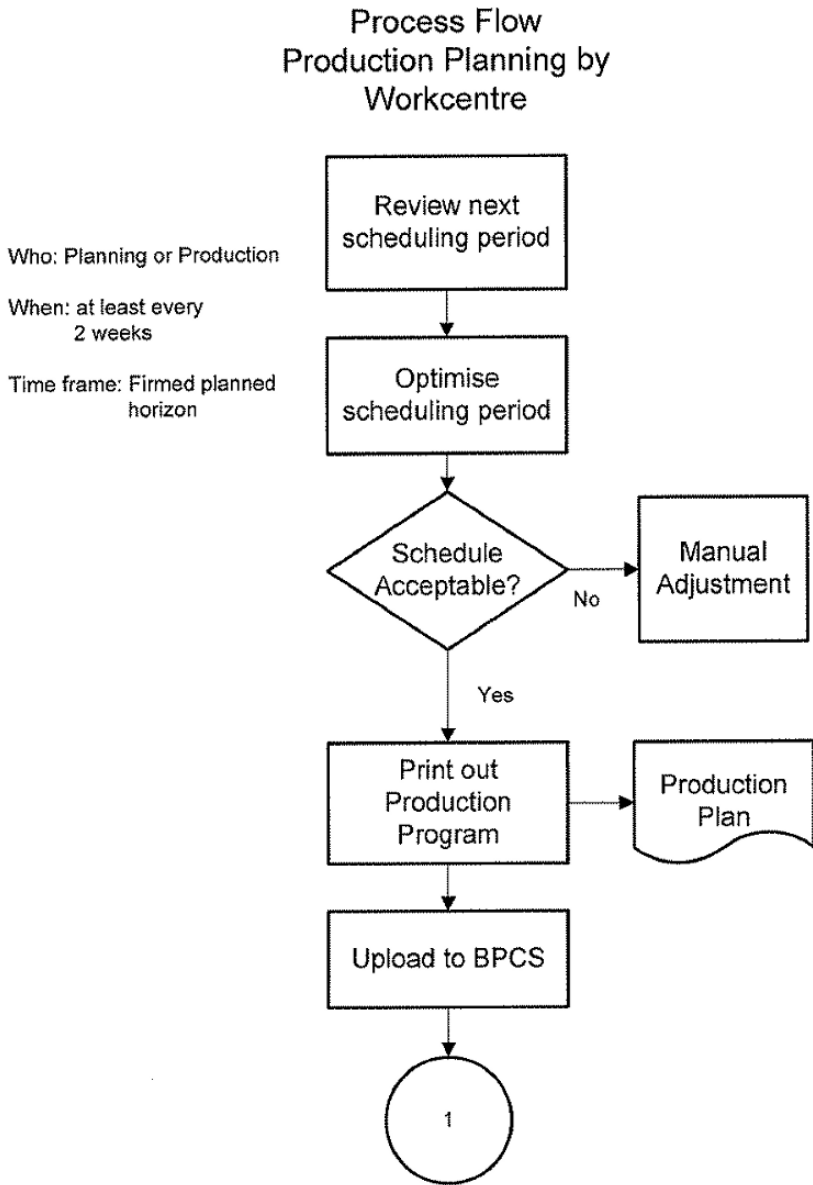 Process Flow
Production Planning by
Workcentre
Review next
scheduling period
Who: Planning or Production
When: at least every
2 weeks
Time frame: Firmed planned
horizon
Optimise
scheduling period
Schedule
Acceptable?
No
Manual
Adjustment
Yes
Print out
Production
Program
Production
Plan
Upload to BPCS
1